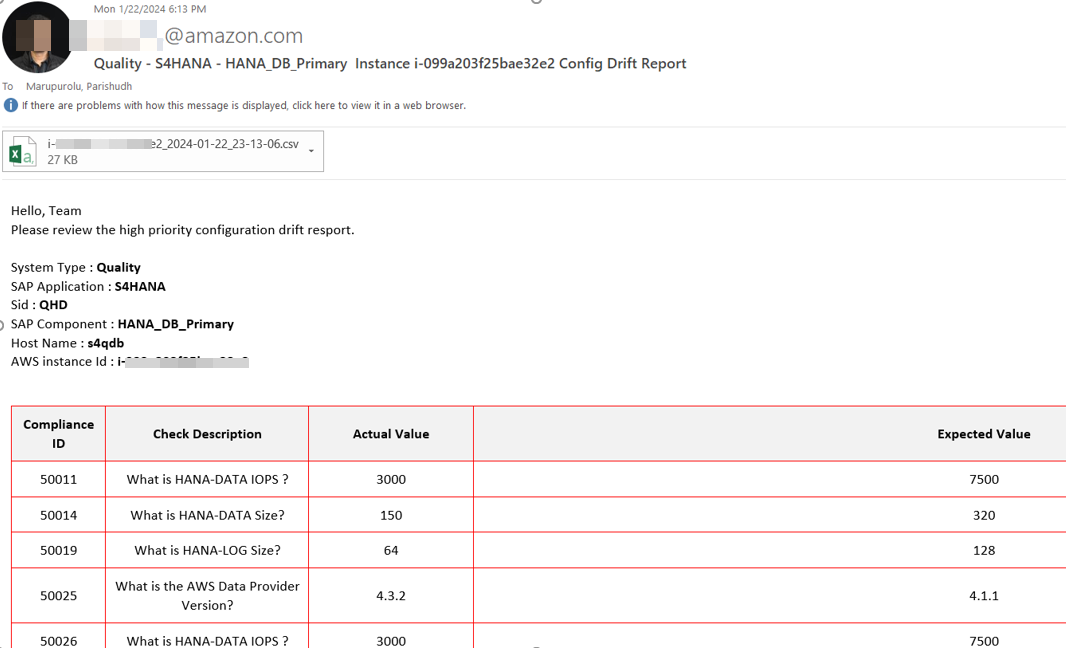 Mon 1/22/2024 6:13 PM
@amazon.com
Quality - S4HANA - HANA_DB_Primary Instance i-099a203f25bae32e2 Config Drift Report
To Marupurolu, Parishudh
i If there are problems with how this message is displayed, click here to view it in a web browser.
i- e2_2024-01-22_23-13-06.csv
27 KB
Hello, Team
Please review the high priority configuration drift resport.
System Type : Quality
SAP Application : S4HANA
Sid : QHD
SAP Component : HANA_DB_Primary
Host Name : s4qdb
AWS instance Id : i-
Compliance
ID
Check Description
Actual Value
Expected Value
50011 What is HANA-DATA IOPS ? 3000 7500
50014 What is HANA-DATA Size? 150 320
50019 What is HANA-LOG Size? 64 128
50025 What is the AWS Data Provider
Version? 4.3.2 4.1.1
50026 What is HANA-DATA IOPS ? 3000 7500